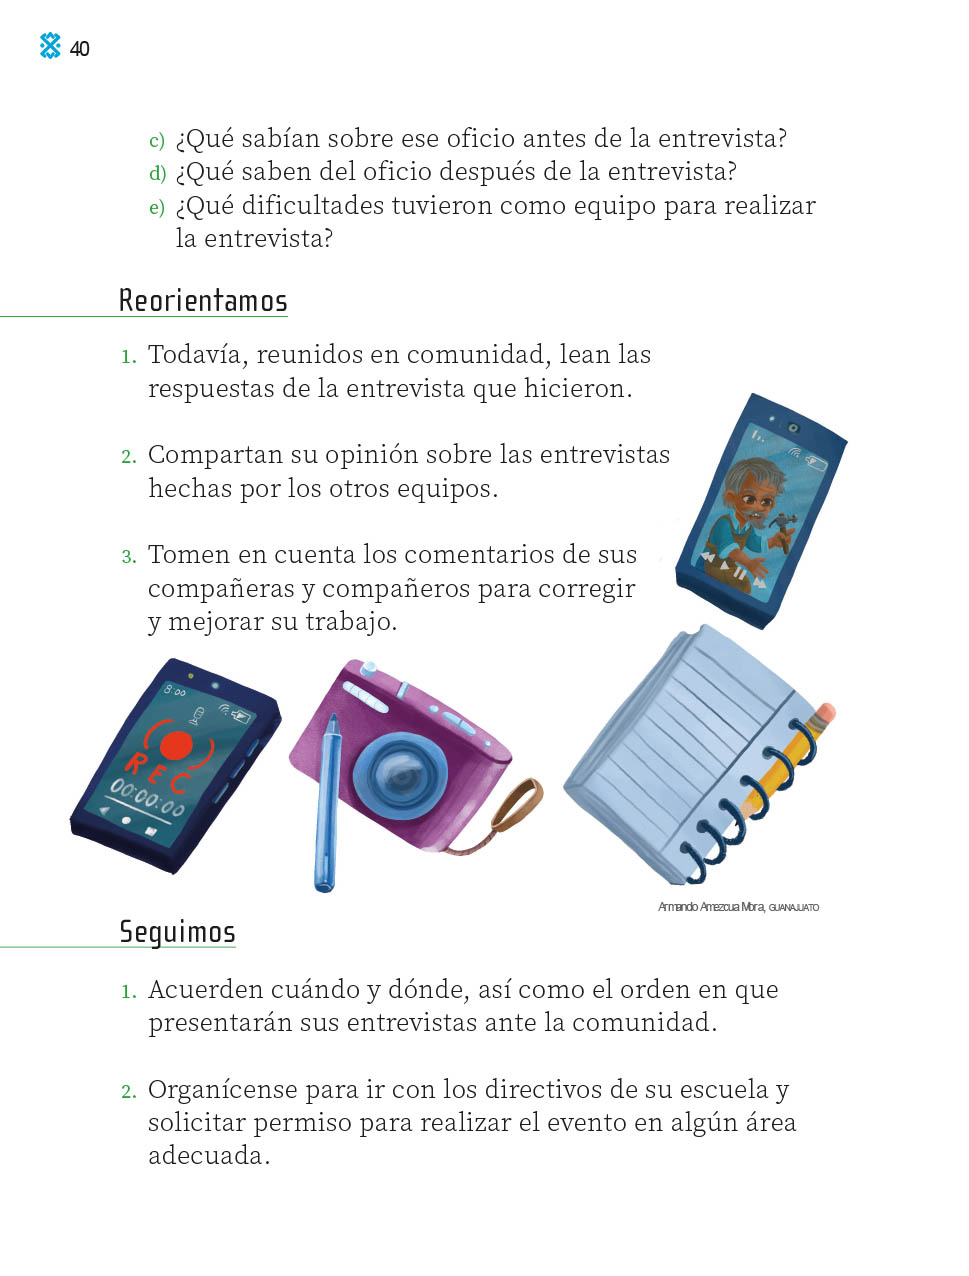 40
c) ¿Qué sabían sobre ese oficio antes de la entrevista?
d) ¿Qué saben del oficio después de la entrevista?
e) ¿Qué dificultades tuvieron como equipo para realizar
la entrevista?
Reorientamos
1. Todavía, reunidos en comunidad, lean las
respuestas de la entrevista que hicieron.
2. Compartan su opinión sobre las entrevistas
hechas por los otros equipos.
3. Tomen en cuenta los comentarios de sus
compañeras y compañeros para corregir
y mejorar su trabajo.
8:00
REC
00:00:00
Armando Amezcua Mora, GUANAJUATO
Seguimos
1. Acuerden cuándo y dónde, así como el orden en que
presentarán sus entrevistas ante la comunidad.
2. Organícense para ir con los directivos de su escuela y
solicitar permiso para realizar el evento en algún área
adecuada.